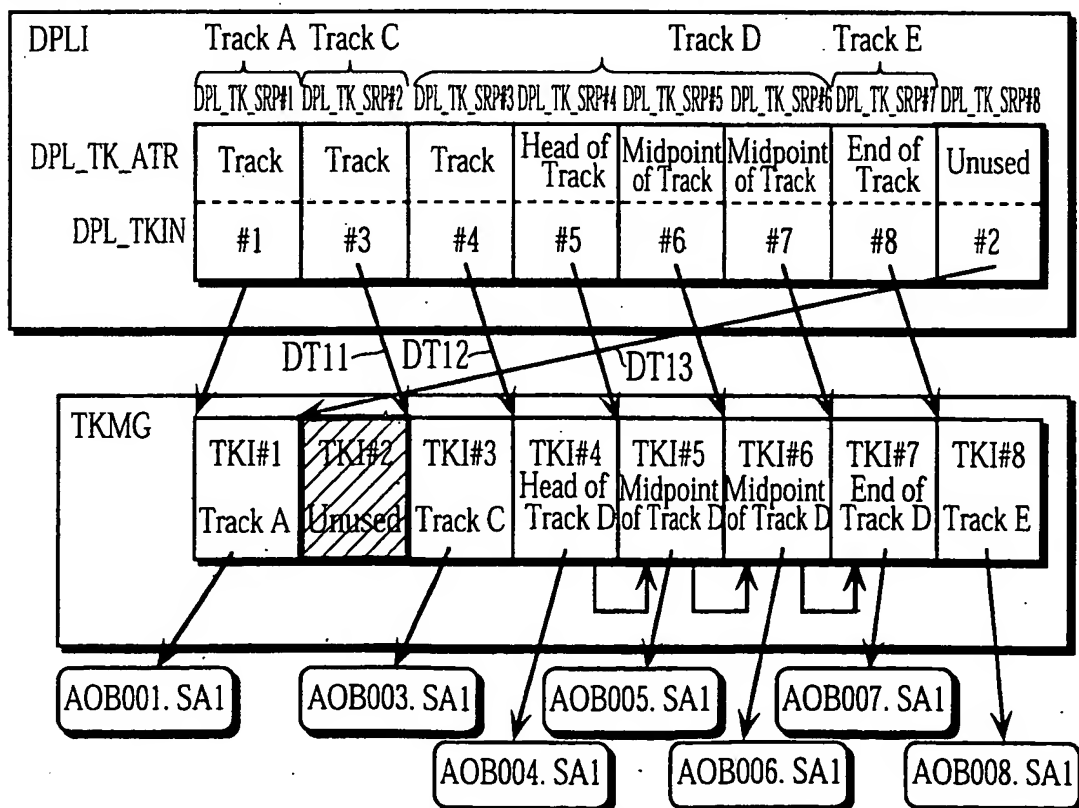 DPLI
Track A Track C Track D Track E
DPL_TK_SRP#1 DPL_TK_SRP#2 DPL_TK_SRP#3 DPL_TK_SRP#4 DPL_TK_SRP#5 DPL_TK_SRP#6 DPL_TK_SRP#7 DPL_TK_SRP#8
DPL_TK_ATR
Track
Track
Track
Head of
Track
Midpoint
of Track
Midpoint
of Track
End of
Track
Unused
DPL_TKIN
#1 #3 #4 #5 #6 #7 #8 #2
DT11 DT12 DT13
TKMG
TKI#1
Track A
TKI#2
Unused
TKI#3
Track C
TKI#4
Head of
Track D
TKI#5
Midpoint
of Track D
TKI#6
Midpoint
of Track D
TKI#7
End of
Track D
TKI#8
Track E
AOB001. SA1 AOB003. SA1 AOB005. SA1 AOB007. SA1
AOB004. SA1 AOB006. SA1 AOB008. SA1